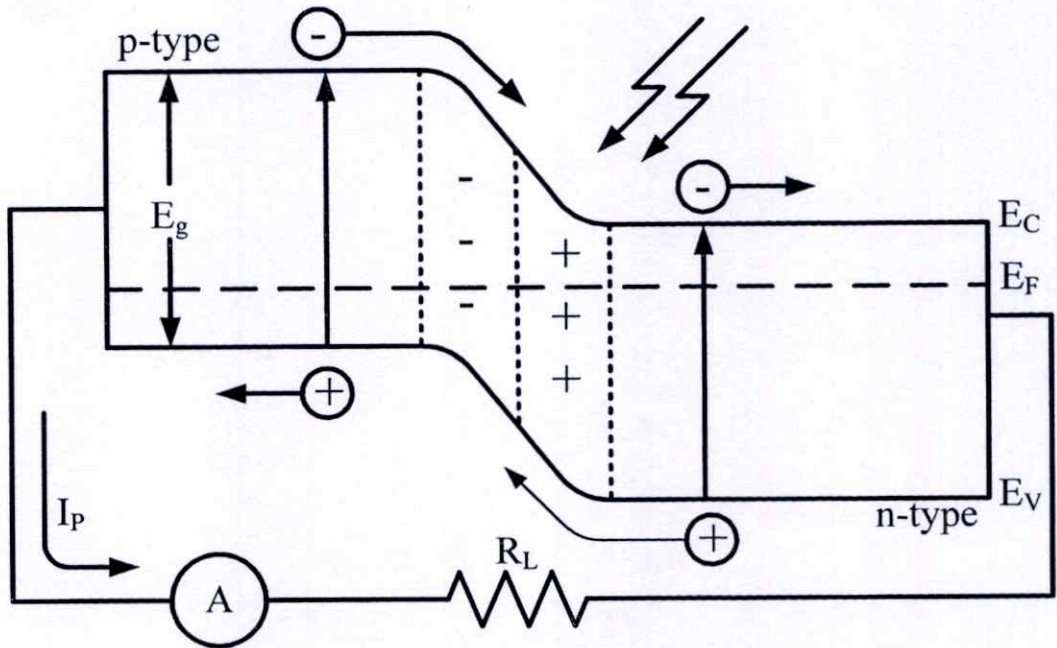 p-type
-
E_g
-
-
-
-
+
+
+
+
+
E_C
E_F
E_V
n-type
I_P
A
R_L